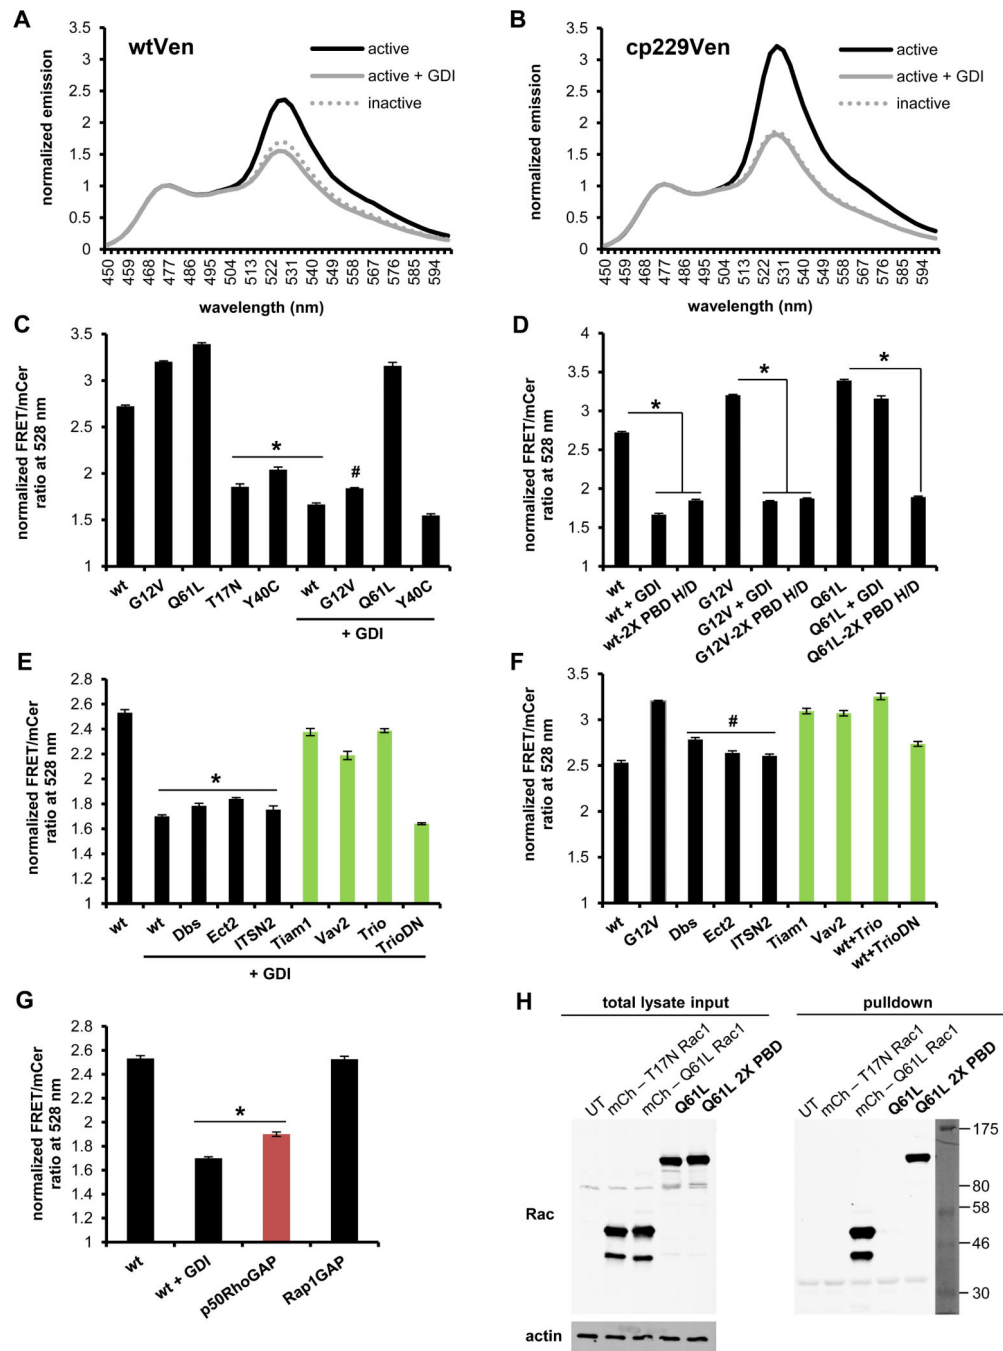 A
wtVen
active
active + GDI
inactive
normalized emission
3.5
3
2.5
2
1.5
1
0.5
0
450
459
468
477
486
495
504
513
522
531
540
549
558
567
576
585
594
wavelength (nm)
B
cp229Ven
active
active + GDI
inactive
normalized emission
3.5
3
2.5
2
1.5
1
0.5
0
450
459
468
477
486
495
504
513
522
531
540
549
558
567
576
585
594
wavelength (nm)
C
normalized FRET/mCer
ratio at 528 nm
3.5
3
2.5
2
1.5
1
*
#
wt
G12V
Q61L
T17N
Y40C
wt
G12V
Q61L
Y40C
+ GDI
D
normalized FRET/mCer
ratio at 528 nm
4
3.5
3
2.5
2
1.5
1
*
*
*
wt
wt + GDI
wt-2X PBD H/D
G12V
G12V + GDI
G12V-2X PBD H/D
Q61L
Q61L + GDI
Q61L-2X PBD H/D
E
normalized FRET/mCer
ratio at 528 nm
2.8
2.6
2.4
2.2
2
1.8
1.6
1.4
1.2
1
*
wt
wt
Dbs
Ect2
ITSN2
Tiam1
Vav2
Trio
TrioDN
+ GDI
F
normalized FRET/mCer
ratio at 528 nm
3.5
3
2.5
2
1.5
1
#
wt
G12V
Dbs
Ect2
ITSN2
Tiam1
Vav2
wt+Trio
wt+TrioDN
G
normalized FRET/mCer
ratio at 528 nm
2.8
2.6
2.4
2.2
2
1.8
1.6
1.4
1.2
1
*
wt
wt + GDI
p50RhoGAP
Rap1GAP
H
total lysate input
UT
mCh – T17N Rac1
mCh – Q61L Rac1
Q61L
Q61L 2X PBD
pulldown
UT
mCh – T17N Rac1
mCh – Q61L Rac1
Q61L
Q61L 2X PBD
Rac
175
80
58
46
30
actin